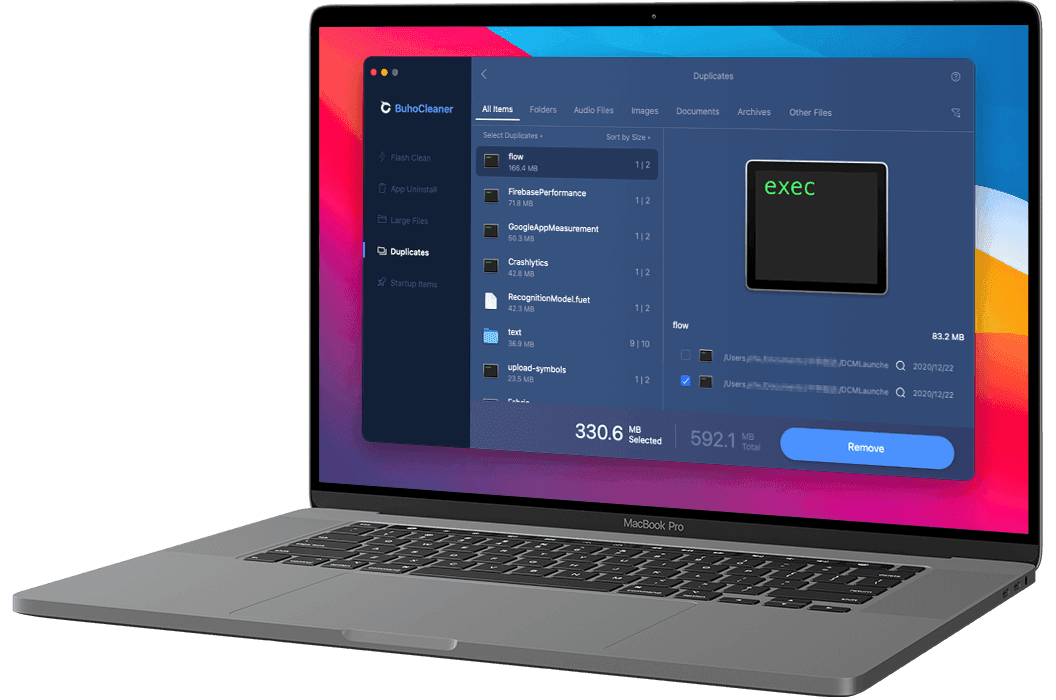 BuhoCleaner
Flash Clean
App Uninstall
Large Files
Duplicates
Startup Items
Duplicates
All Items Folders Audio Files Images Documents Archives Other Files
Select Duplicates Sort by Size
flow
166.4 MB
1 | 2
FirebasePerformance
71.8 MB
1 | 2
GoogleAppMeasurement
50.3 MB
1 | 2
Crashlytics
42.8 MB
1 | 2
RecognitionModel.fuet
42.3 MB
1 | 2
text
36.9 MB
9 | 10
upload-symbols
23.5 MB
1 | 2
Fabric
exec
flow
83.2 MB
/Users /DCMLaunche 2020/12/22
/Users /DCMLaunche 2020/12/22
330.6 MB Selected
592.1 MB Total
Remove
MacBook Pro